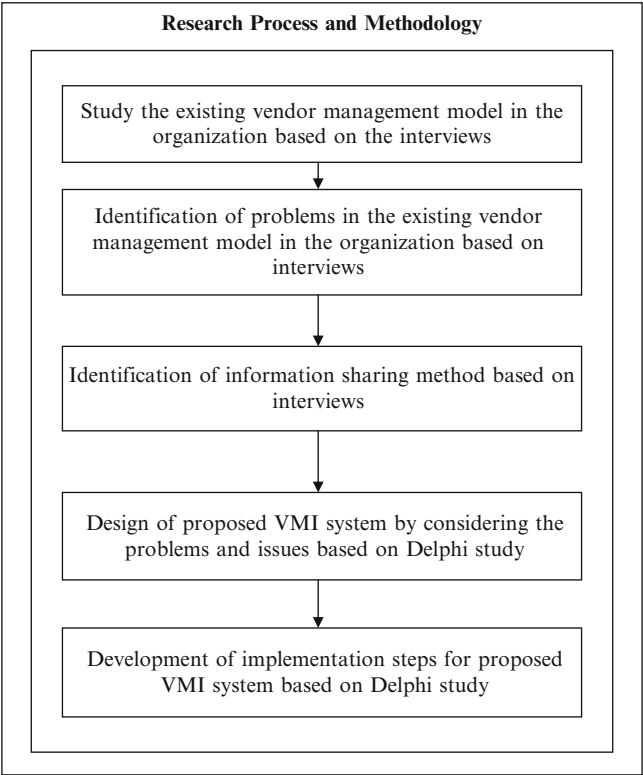 Research Process and Methodology
Study the existing vendor management model in the
organization based on the interviews
Identification of problems in the existing vendor
management model in the organization based on
interviews
Identification of information sharing method based on
interviews
Design of proposed VMI system by considering the
problems and issues based on Delphi study
Development of implementation steps for proposed
VMI system based on Delphi study